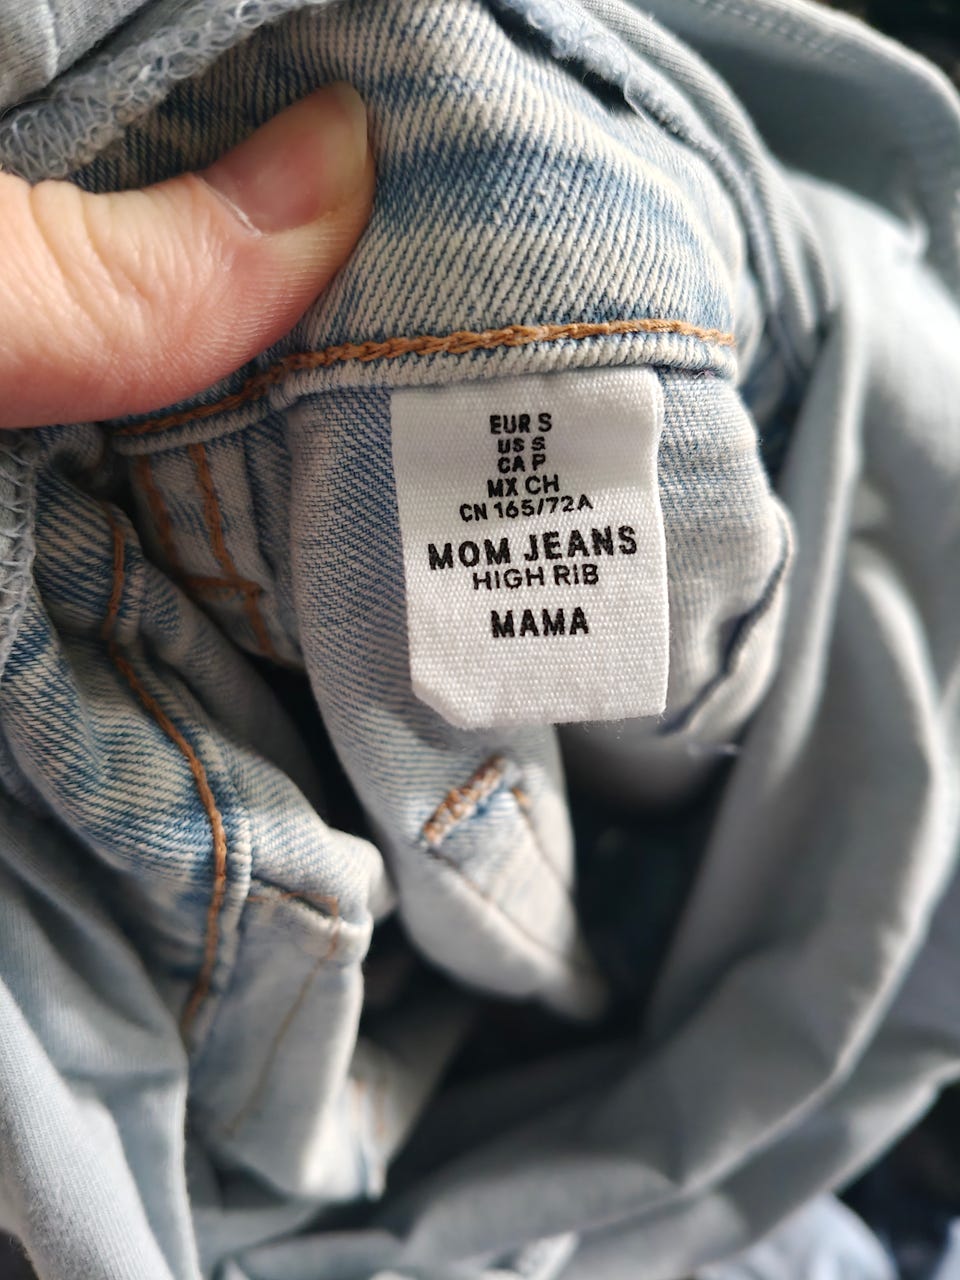 EUR S
US S
CA P
MX CH
CN 165/72A
MOM JEANS
HIGH RIB
MAMA